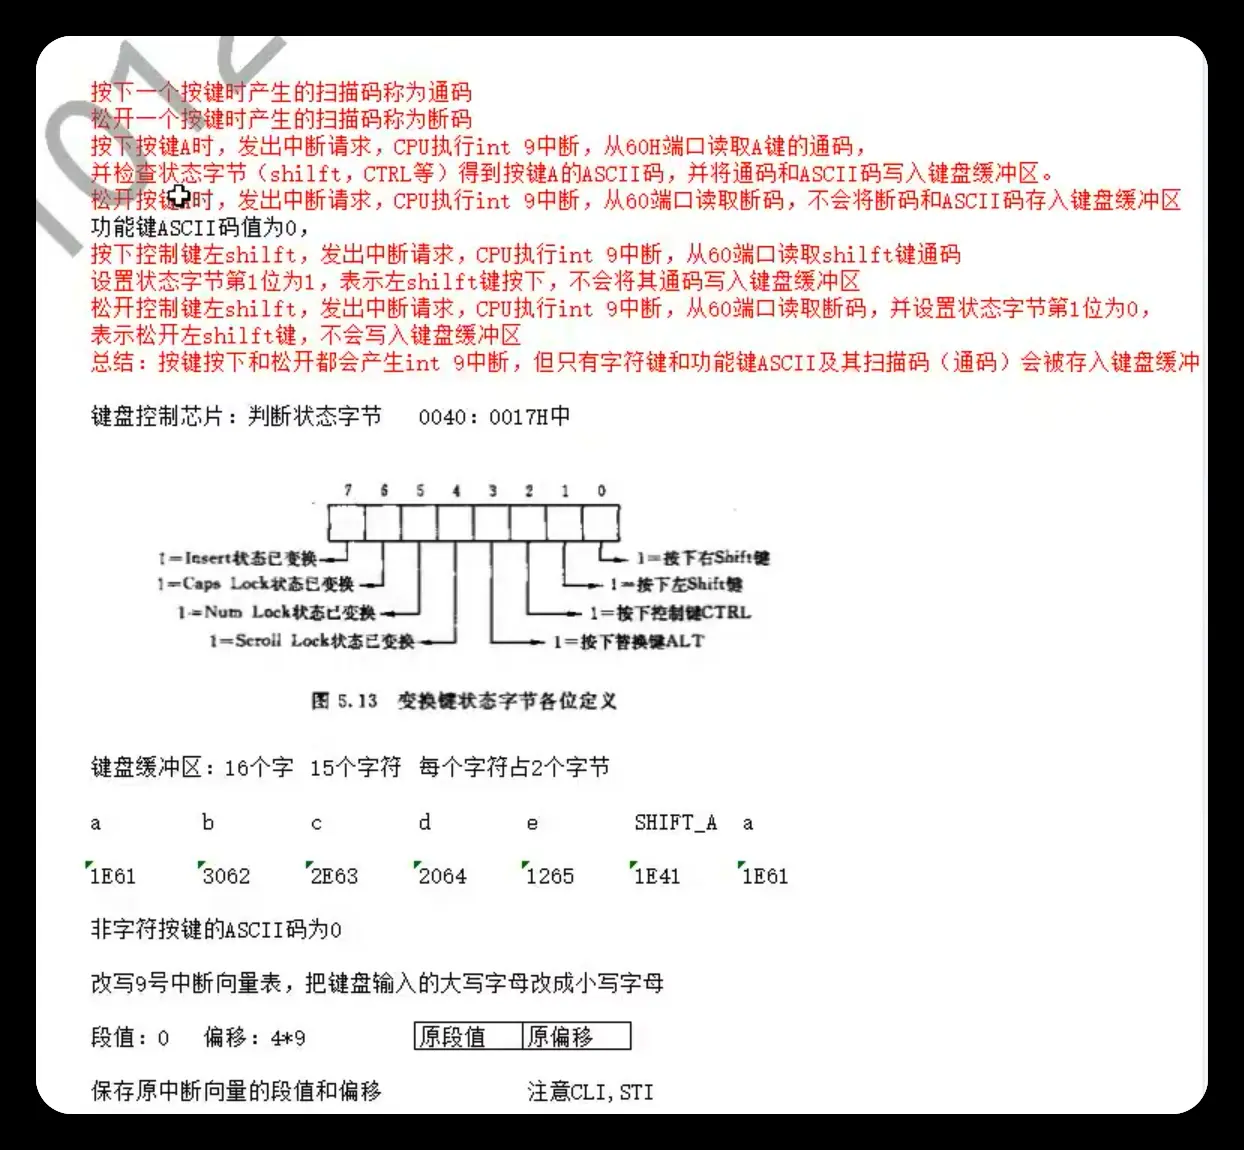 1012
按下一个按键时产生的扫描码称为通码
松开一个按键时产生的扫描码称为断码
按下按键A时，发出中断请求，CPU执行int 9中断，从60H端口读取A键的通码，
并检查状态字节（shilft，CTRL等）得到按键A的ASCII码，并将通码和ASCII码写入键盘缓冲区。
松开按键A时，发出中断请求，CPU执行int 9中断，从60端口读取断码，不会将断码和ASCII码存入键盘缓冲区
功能键ASCII码值为0，
按下控制键左shilft，发出中断请求，CPU执行int 9中断，从60端口读取shilft键通码
设置状态字节第1位为1，表示左shilft键按下，不会将其通码写入键盘缓冲区
松开控制键左shilft，发出中断请求，CPU执行int 9中断，从60端口读取断码，并设置状态字节第1位为0，
表示松开左shilft键，不会写入键盘缓冲区
总结：按键按下和松开都会产生int 9中断，但只有字符键和功能键ASCII及其扫描码（通码）会被存入键盘缓冲
键盘控制芯片：判断状态字节 0040：0017H中
7 6 5 4 3 2 1 0
1=Insert状态已变换 1=按下右Shift键
1=Caps Lock状态已变换 1=按下左Shift键
1=Num Lock状态已变换 1=按下控制键CTRL
1=Scroll Lock状态已变换 1=按下替换键ALT
图 5.13 变换键状态字节各位定义
键盘缓冲区：16个字 15个字符 每个字符占2个字节
a b c d e SHIFT_A a
1E61 3062 2E63 2064 1265 1E41 1E61
非字符按键的ASCII码为0
改写9号中断向量表，把键盘输入的大写字母改成小写字母
段值：0 偏移：4*9 原段值 原偏移
保存原中断向量的段值和偏移 注意CLI,STI